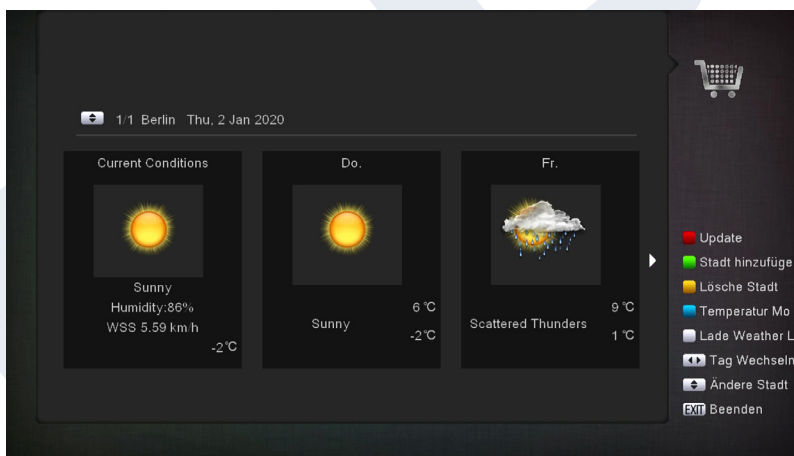 1/1 Berlin Thu, 2 Jan 2020
Current Conditions
Sunny
Humidity:86%
WSS 5.59 km/h
-2°C
Do.
Sunny
6 °C
-2°C
Fr.
Scattered Thunders
9 °C
1 °C
Update
Stadt hinzufüge
Lösche Stadt
Temperatur Mo
Lade Weather L
Tag Wechseln
Ändere Stadt
EXIT Beenden